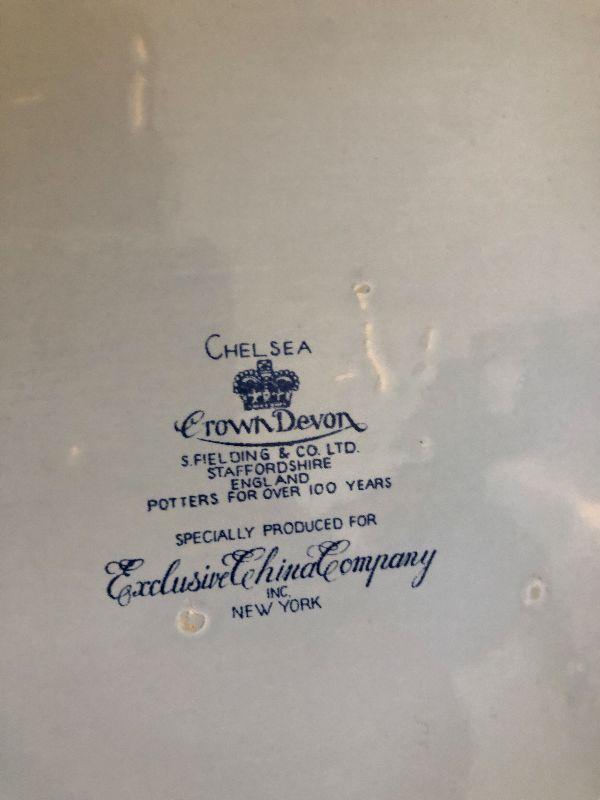 CHELSEA
Crown Devon
S. FIELDING & CO. LTD.
STAFFORDSHIRE
ENGLAND
POTTERS FOR OVER 100 YEARS
SPECIALLY PRODUCED FOR
Exclusive China Company
INC.
NEW YORK